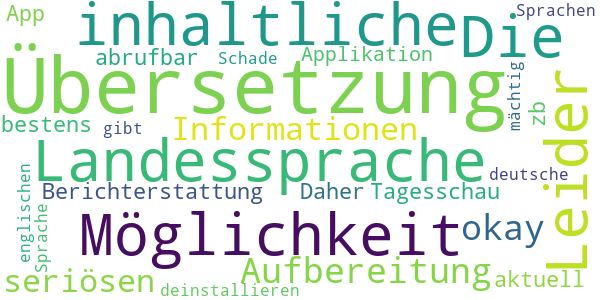 App
inhaltliche
Die
Sprachen
abrufbar
Schade
Applikation
Übersetzung
mächtig
zb
Leider
bestens
gibt
Informationen
Landessprache
deutsche
englischen
Sprache
Berichterstattung
Daher
Tagesschau
Möglichkeit
okay
seriösen
Aufbereitung
aktuell
deinstallieren